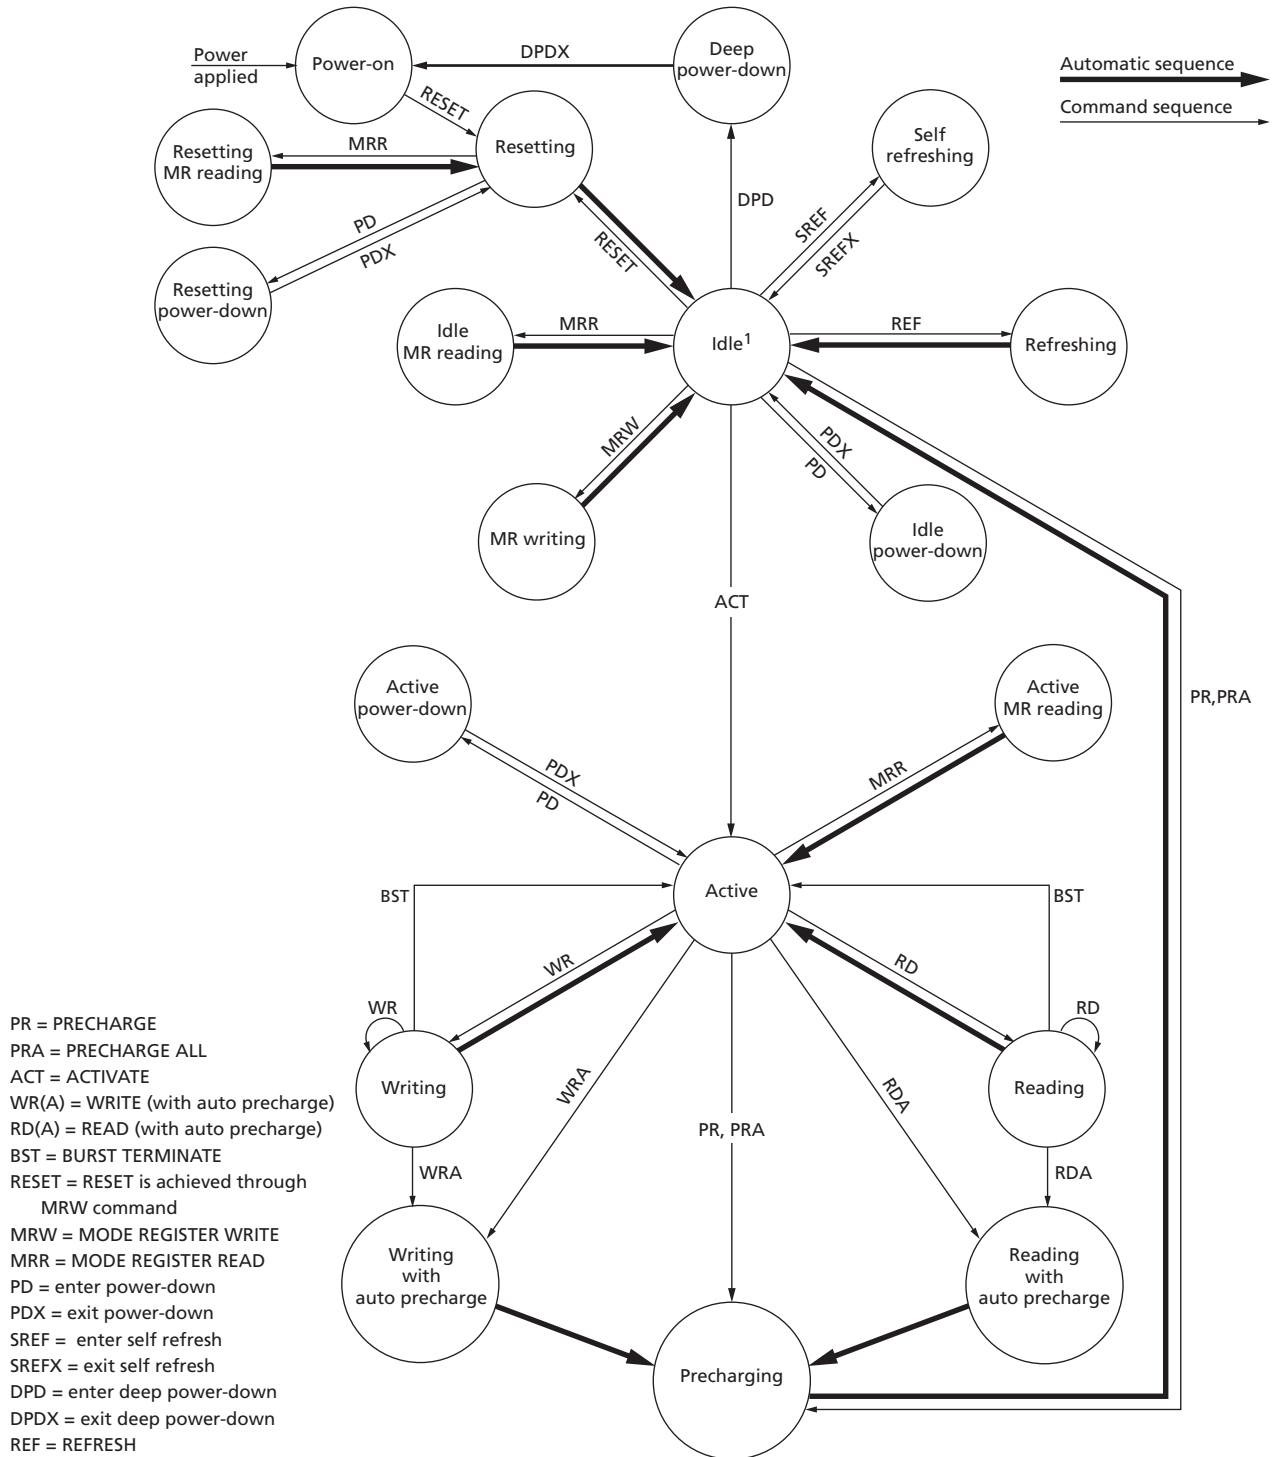 Power
applied
Power-on
DPDX
Deep
power-down
Automatic sequence
Command sequence
RESET
Resetting
MR reading
MRR
Resetting
Self
refreshing
DPD
PD
PDX
RESET
SREF
SREFX
Resetting
power-down
Idle
MR reading
MRR
Idle1
REF
Refreshing
MRW
PDX
PD
MR writing
Idle
power-down
ACT
Active
power-down
Active
MR reading
PR,PRA
PDX
PD
MRR
BST
Active
BST
WR
RD
WR
RD
Writing
Reading
WRA
RDA
PR, PRA
WRA
RDA
Writing
with
auto precharge
Reading
with
auto precharge
Precharging
PR = PRECHARGE
PRA = PRECHARGE ALL
ACT = ACTIVATE
WR(A) = WRITE (with auto precharge)
RD(A) = READ (with auto precharge)
BST = BURST TERMINATE
RESET = RESET is achieved through
MRW command
MRW = MODE REGISTER WRITE
MRR = MODE REGISTER READ
PD = enter power-down
PDX = exit power-down
SREF = enter self refresh
SREFX = exit self refresh
DPD = enter deep power-down
DPDX = exit deep power-down
REF = REFRESH